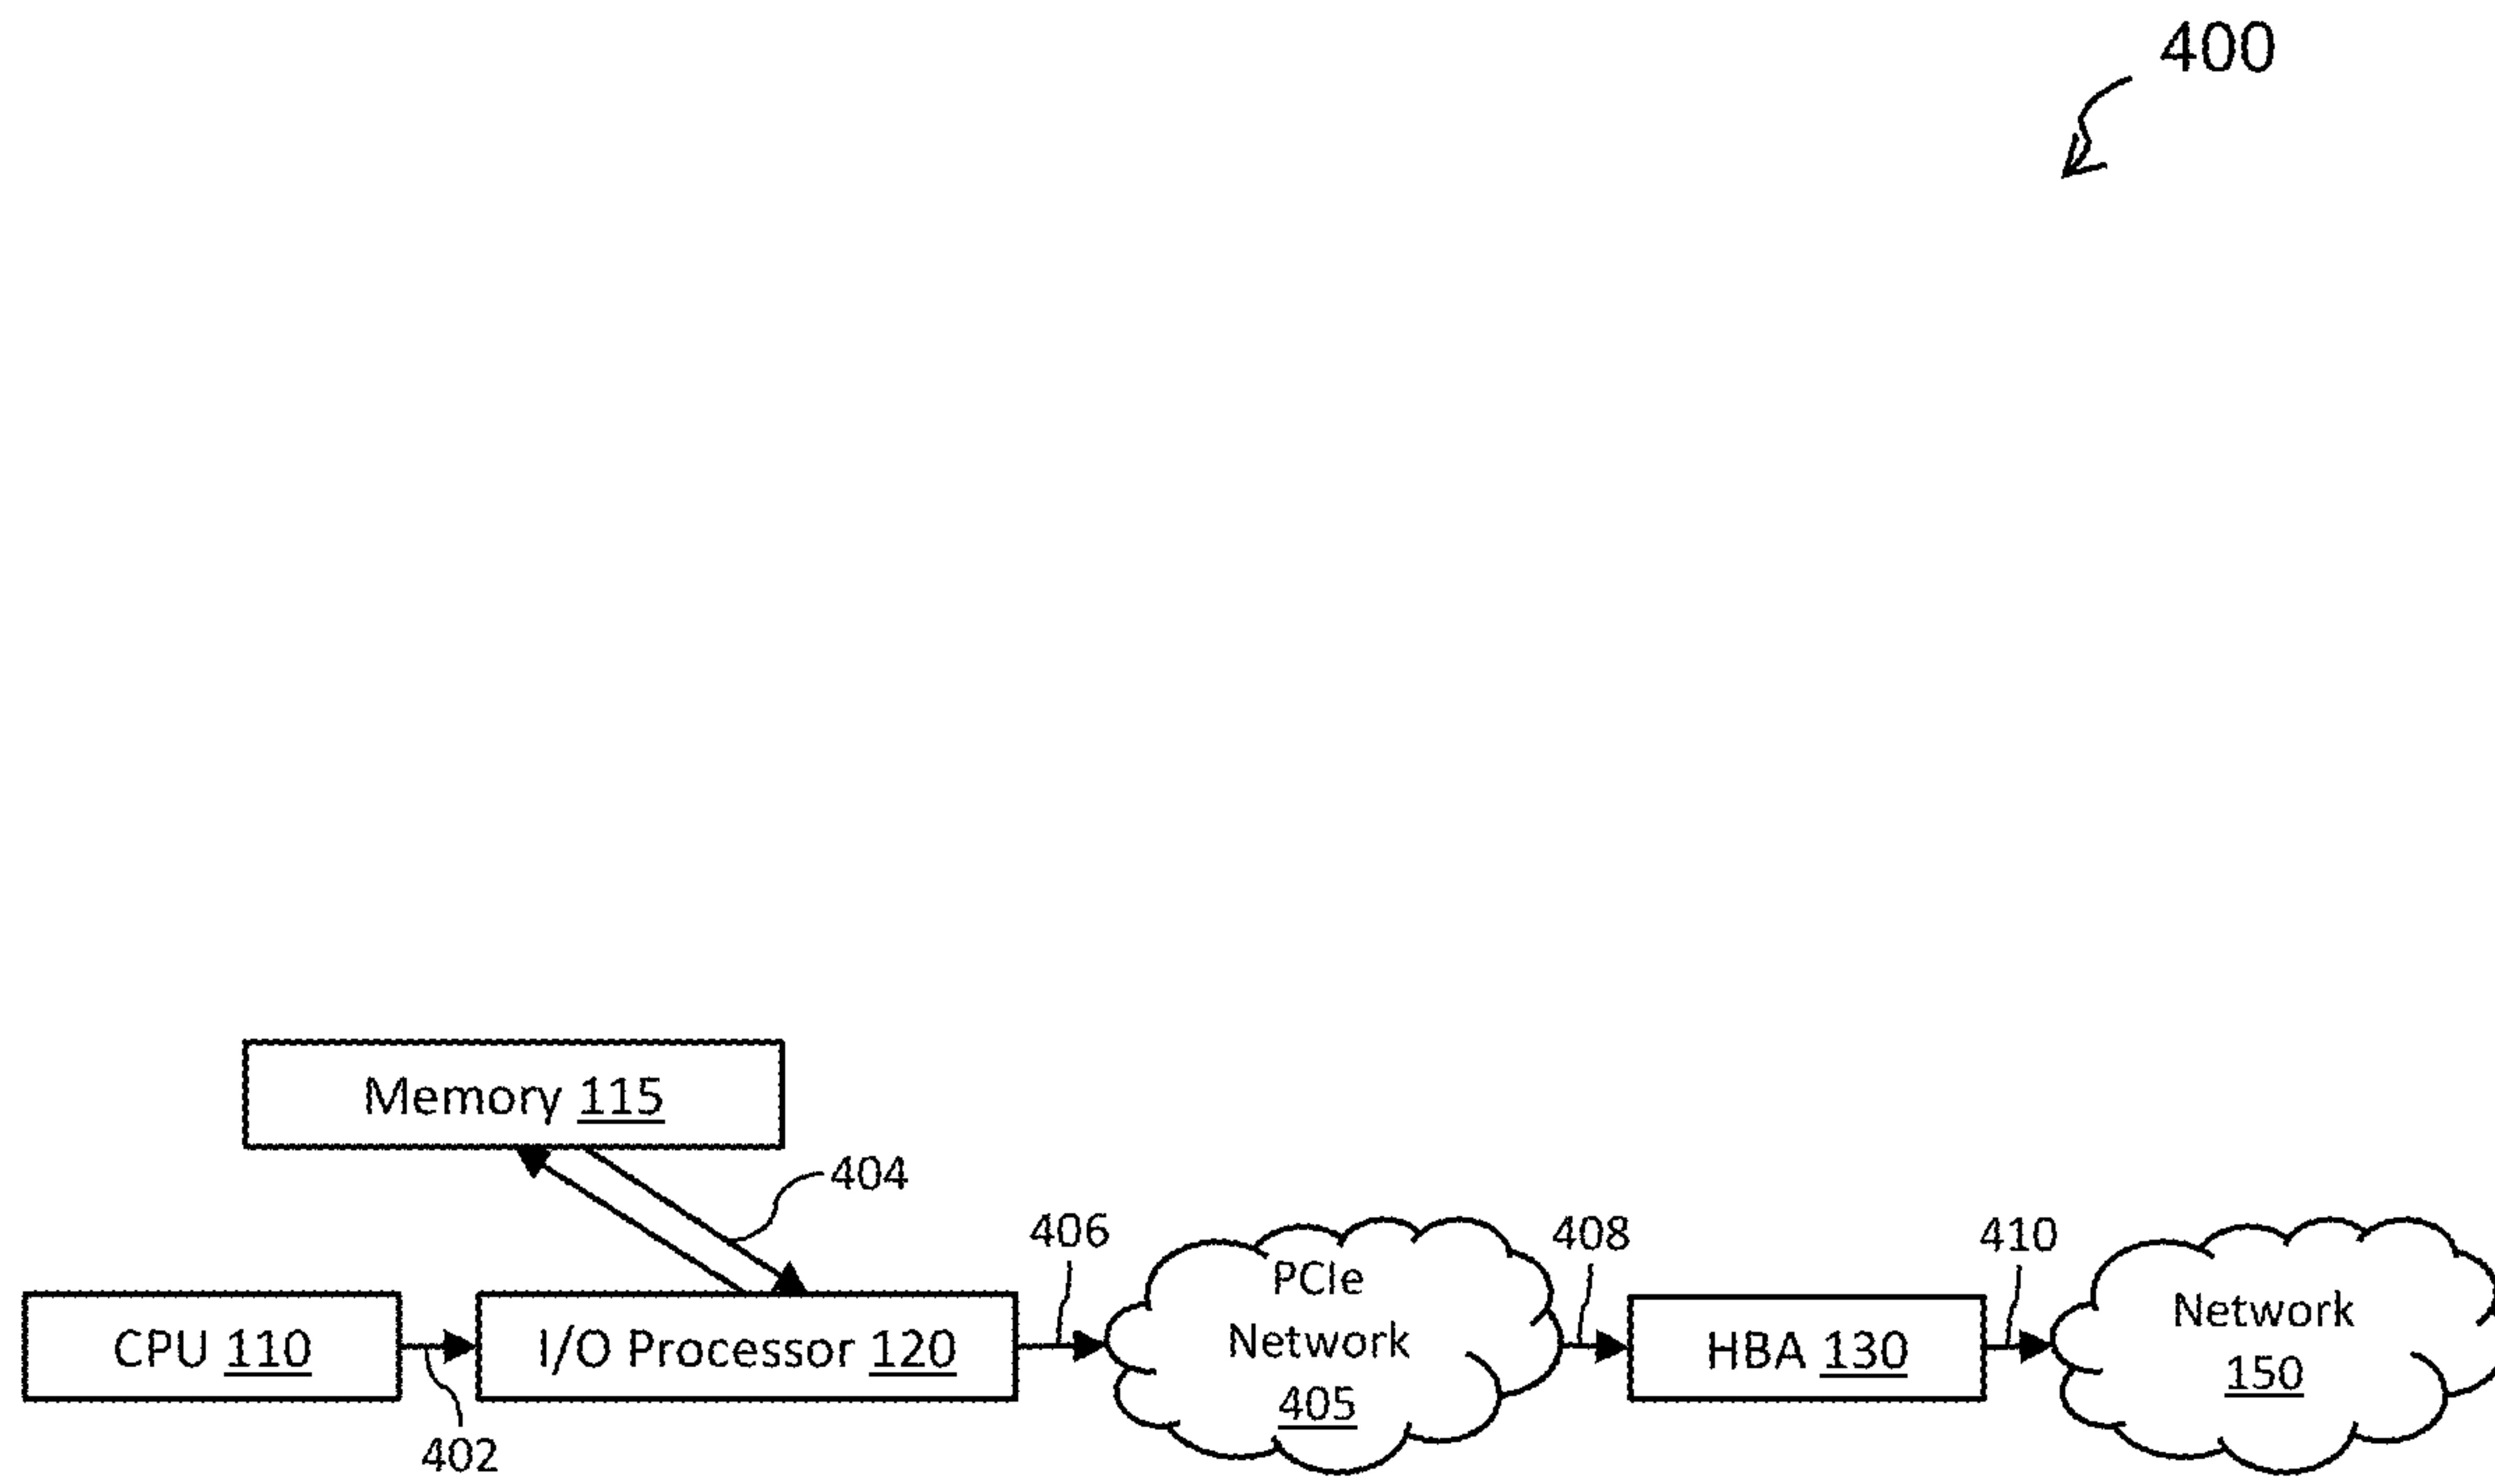 400
Memory 115
404
406
PCIe
Network
405
408
410
Network
150
CPU 110
I/O Processor 120
HBA 130
402